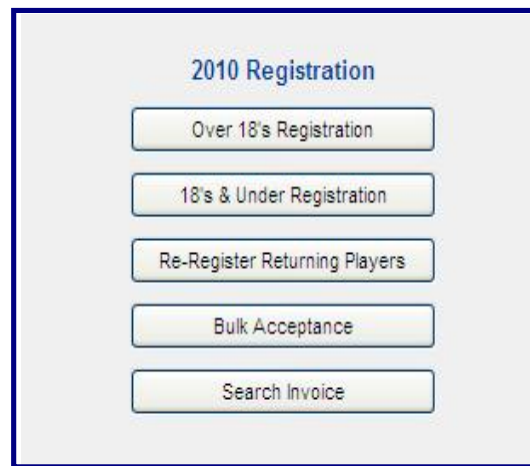 2010 Registration
Over 18's Registration
18's & Under Registration
Re-Register Returning Players
Bulk Acceptance
Search Invoice